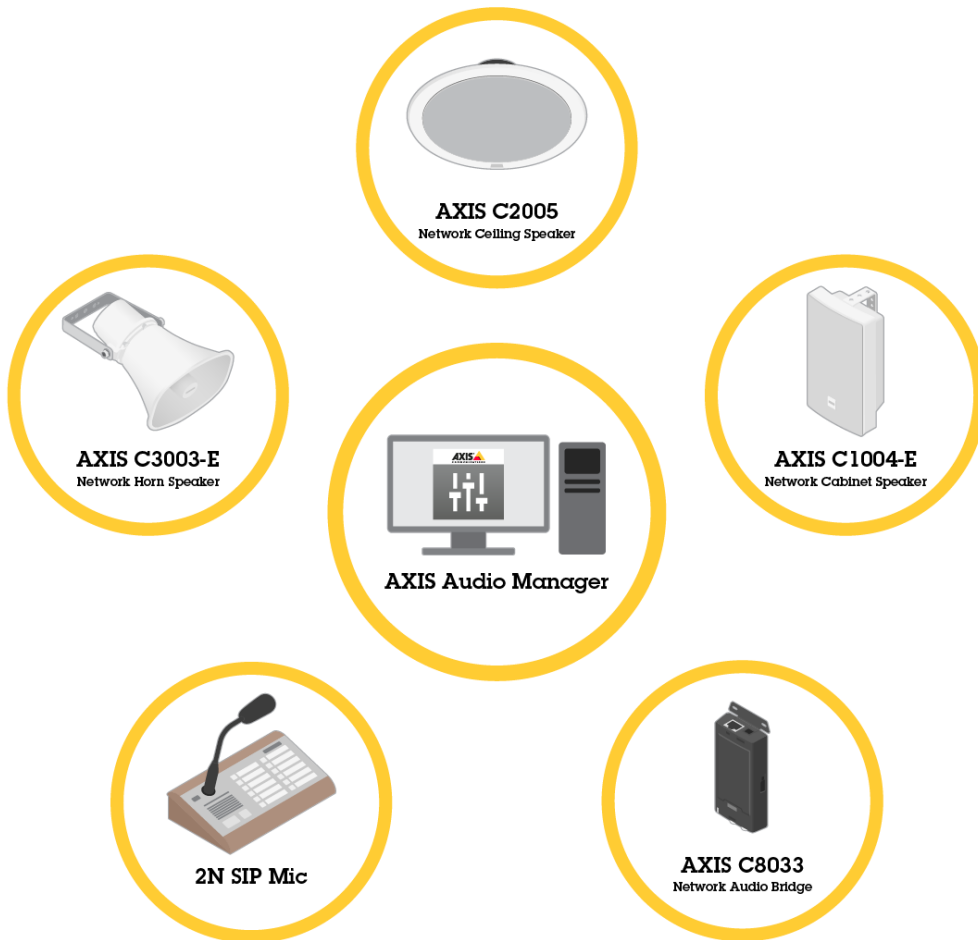 AXIS C2005
Network Ceiling Speaker
AXIS C3003-E
Network Horn Speaker
AXIS C1004-E
Network Cabinet Speaker
AXIS
AXIS Audio Manager
2N SIP Mic
AXIS C8033
Network Audio Bridge